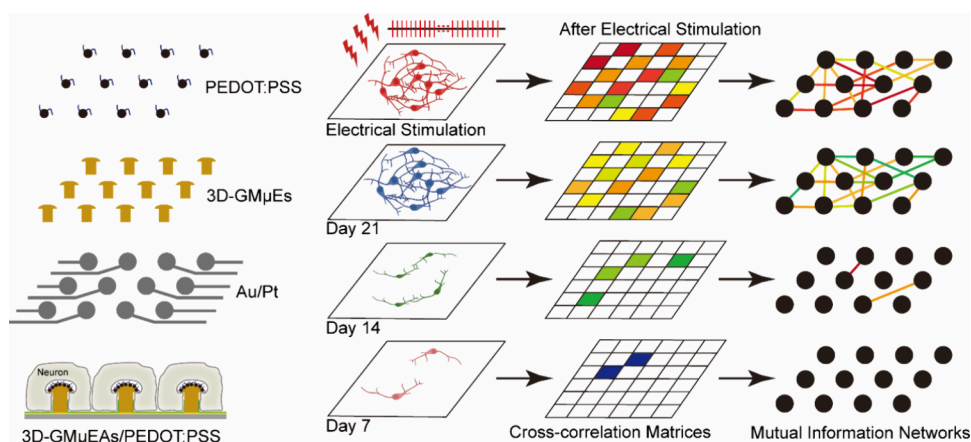 PEDOT:PSS
3D-GMμEs
Au/Pt
Neuron
3D-GMμEAs/PEDOT:PSS
Electrical Stimulation
Day 21
Day 14
Day 7
After Electrical Stimulation
Cross-correlation Matrices
Mutual Information Networks